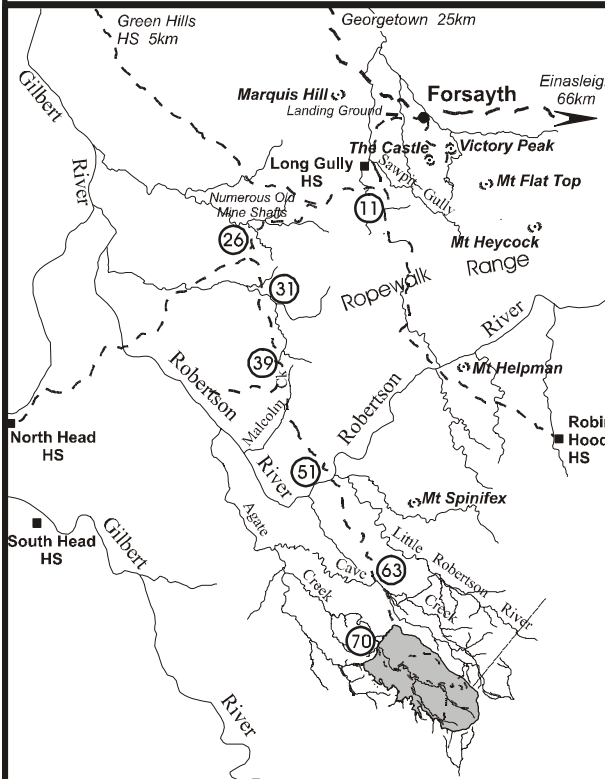 Green Hills
HS 5km
Georgetown 25km
Einasleigh
66km
Gilbert
River
Marquis Hill
Landing Ground
Forsayth
The Castle
Victory Peak
Long Gully
HS
Sawpit Gully
Mt Flat Top
Numerous Old
Mine Shafts
11
26
Mt Heycock
Range
Ropewalk
31
River
39
Robertson
Mt Helpman
Malcolm Ck
Robertson
North Head
HS
Robin
Hood
HS
51
River
Mt Spinifex
South Head
HS
Gilbert
Agate
Creek
Cave
Creek
Little Robertson River
63
70
River